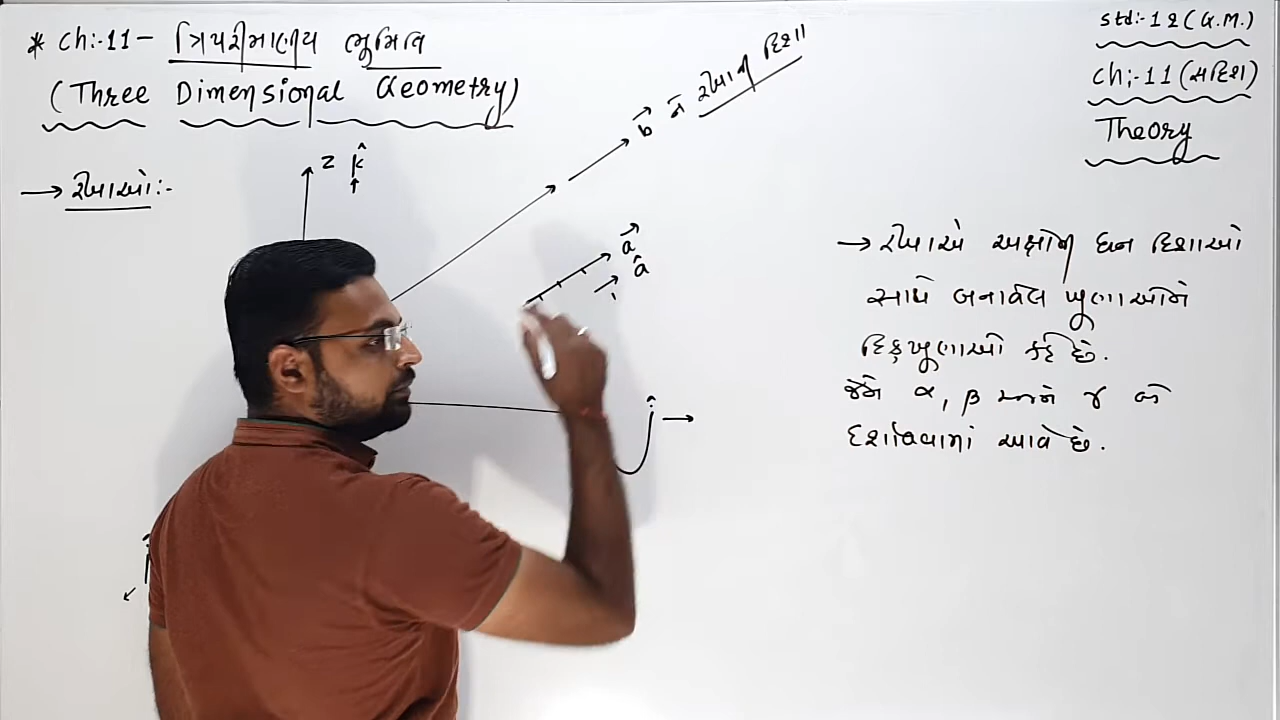 * Ch:-11 - ત્રિપરીમાણીય ભુમિતિ
(Three Dimensional Geometry)
→ રેખાઓ:-
z k̂
b⃗ ને રેખાની દિશા
a⃗
â
ĵ
î
Std:-12(G.M.)
Ch:-11(સદિશ)
Theory
→ રેખાએ અક્ષોની ધન દિશાઓ
સાથે બનાવેલ ખૂણાઓને
દિક્ખૂણાઓ કહે છે.
જેને α, β અને γ વડે
દર્શાવવામાં આવે છે.